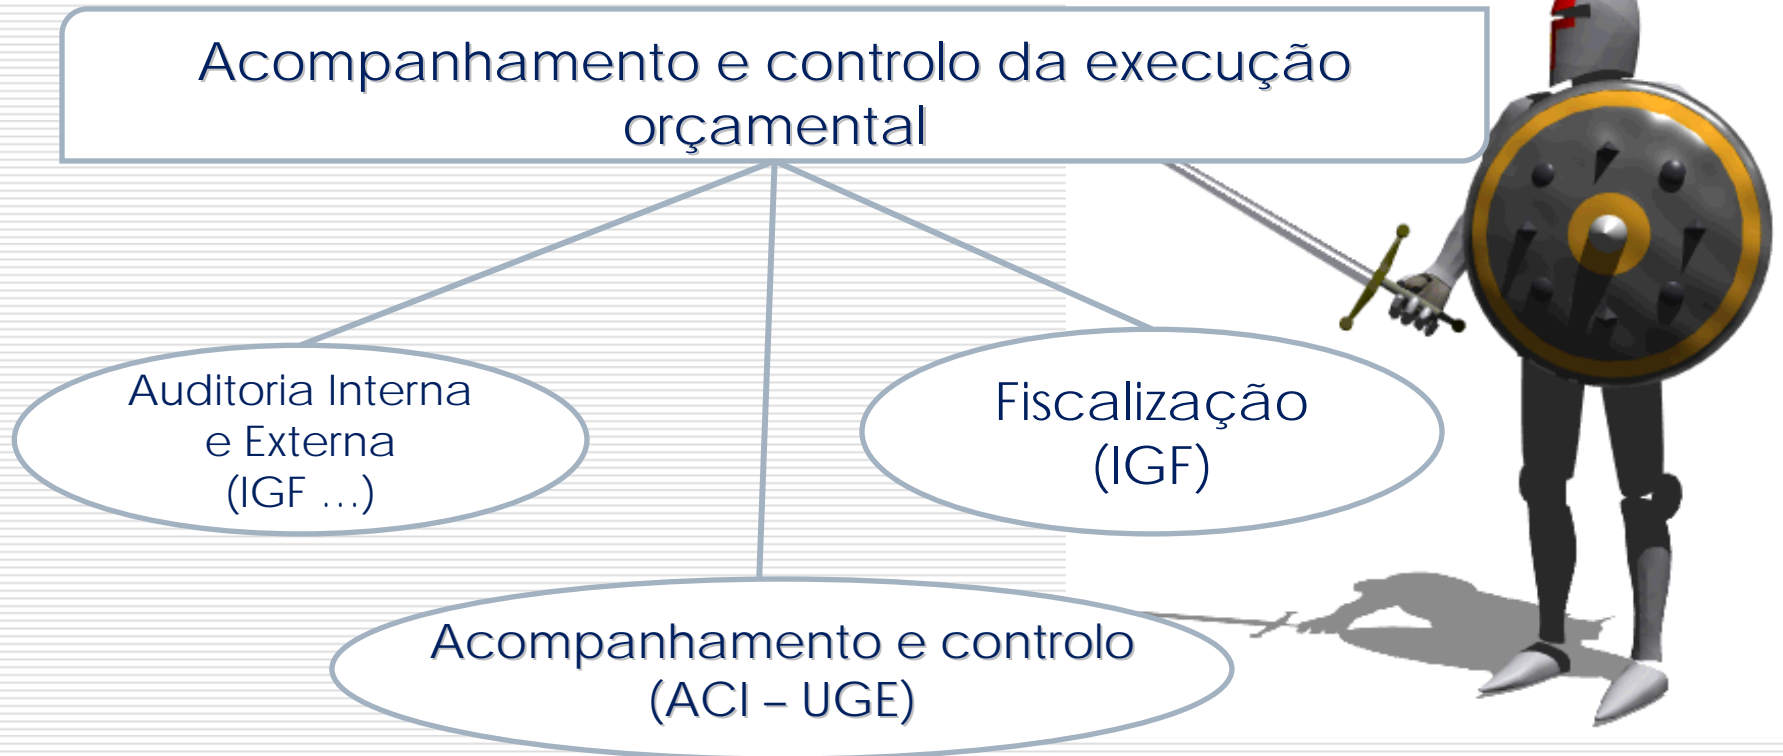 Acompanhamento e controlo da execução
orçamental
Auditoria Interna
e Externa
(IGF ...)
Fiscalização
(IGF)
Acompanhamento e controlo
(ACI – UGE)